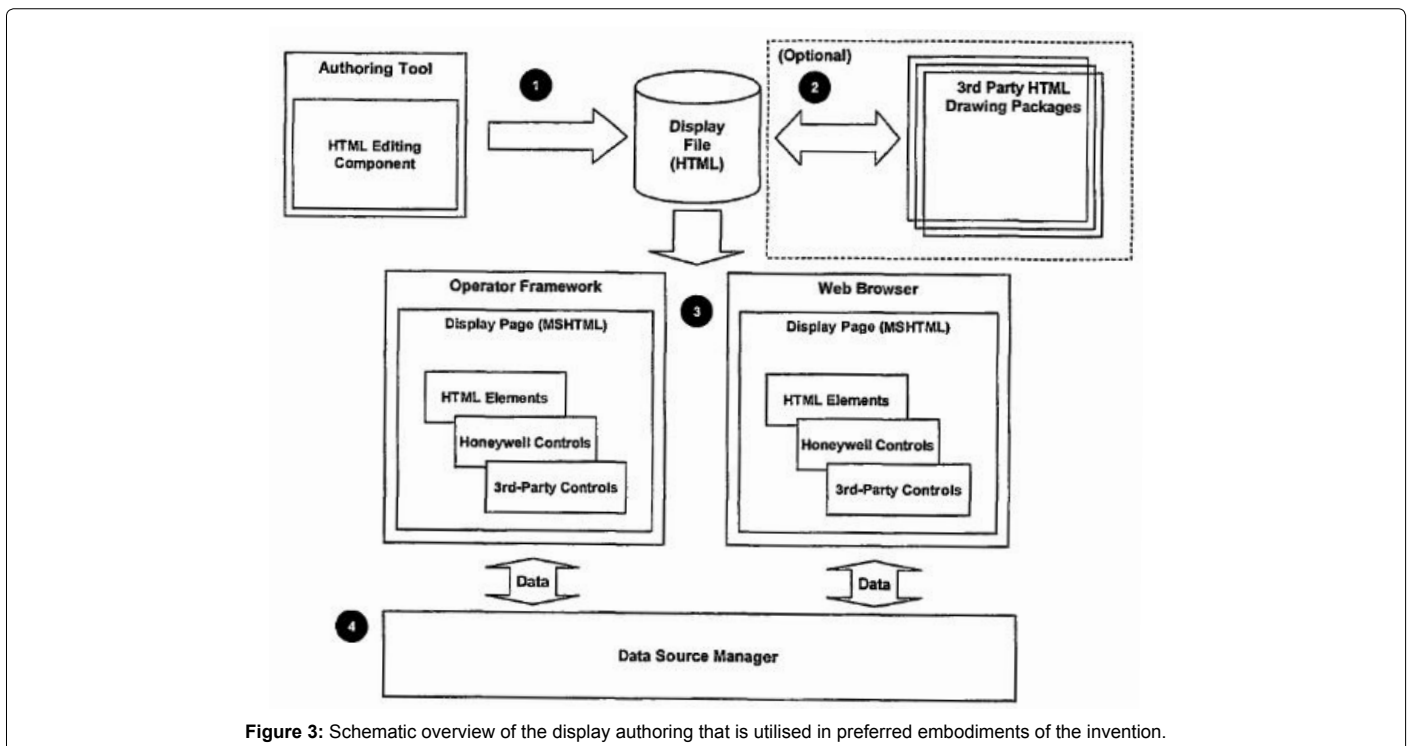 Authoring Tool
HTML Editing
Component
1
Display
File
(HTML)
(Optional)
2
3rd Party HTML
Drawing Packages
Operator Framework
Display Page (MSHTML)
HTML Elements
Honeywell Controls
3rd-Party Controls
3
Web Browser
Display Page (MSHTML)
HTML Elements
Honeywell Controls
3rd-Party Controls
Data
Data
4
Data Source Manager
Figure 3: Schematic overview of the display authoring that is utilised in preferred embodiments of the invention.